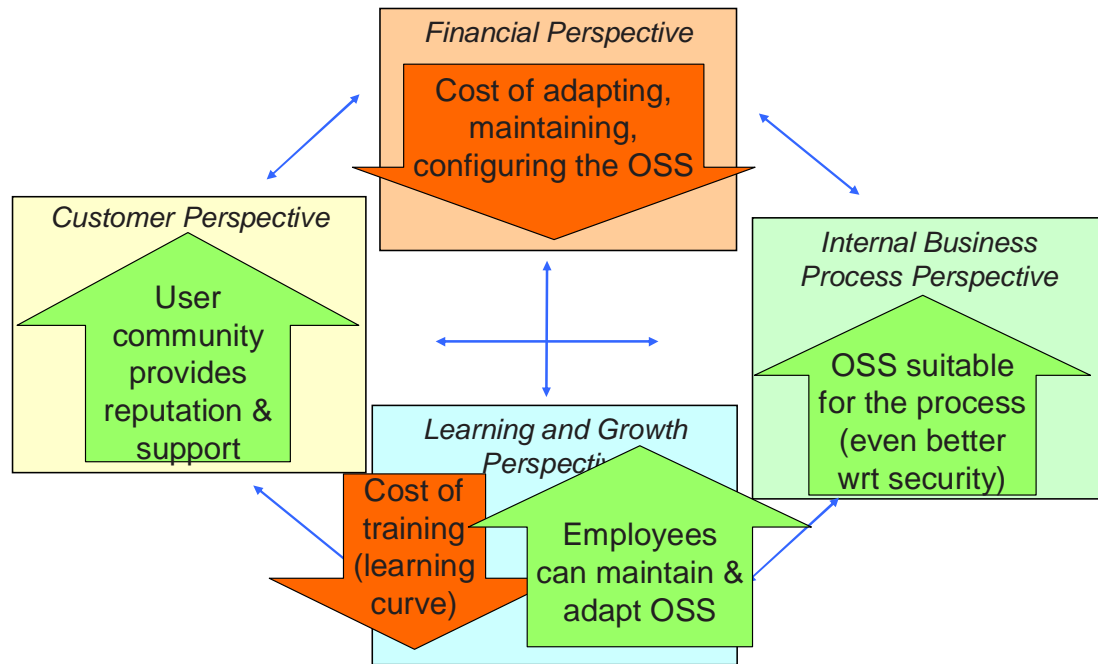 Financial Perspective
Cost of adapting,
maintaining,
configuring the OSS
Customer Perspective
User
community
provides
reputation &
support
Internal Business
Process Perspective
OSS suitable
for the process
(even better
wrt security)
Learning and Growth
Perspectiv
Cost of
training
(learning
curve)
Employees
can maintain &
adapt OSS